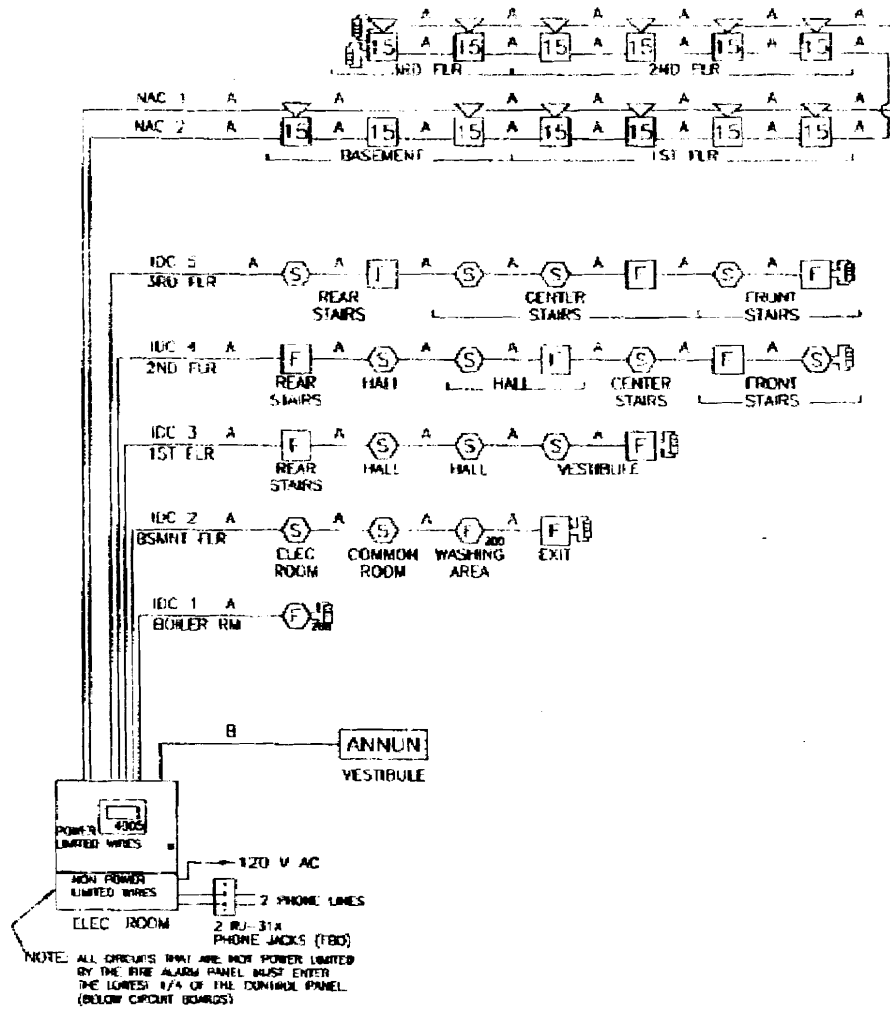 A A A A A
15 15 15 15 15 15
A A A A A A
3RD FLR 2ND FLR
NAC 1 A A A A A A A A
NAC 2 A 15 A 15 A 15 A 15 A 15 A 15 A 15 A
BASEMENT 1ST FLR
IDC 5 A S A F A S A S A F A S A F
3RD FLR
REAR STAIRS CENTER STAIRS FRONT STAIRS
IDC 4 A F A S A S A F A S A F A S
2ND FLR
REAR STAIRS HALL HALL CENTER STAIRS FRONT STAIRS
IDC 3 A F A S A S A S A F
1ST FLR
REAR STAIRS HALL HALL VESTIBULE
IDC 2 A S A S A F 200 A F
BSMNT FLR
ELEC ROOM COMMON ROOM WASHING AREA EXIT
IDC 1 A F 200
BOILER RM
B ANNUN
VESTIBULE
4005
POWER
LIMITED WIRES
120 V AC
NON POWER
LIMITED WIRES
2 PHONE LINES
ELEC ROOM
2 RJ-31X
PHONE JACKS (FBO)
NOTE: ALL CIRCUITS THAT ARE NOT POWER LIMITED
BY THE FIRE ALARM PANEL MUST ENTER
THE LOWEST 1/4 OF THE CONTROL PANEL
(BELOW CIRCUIT BOARDS)